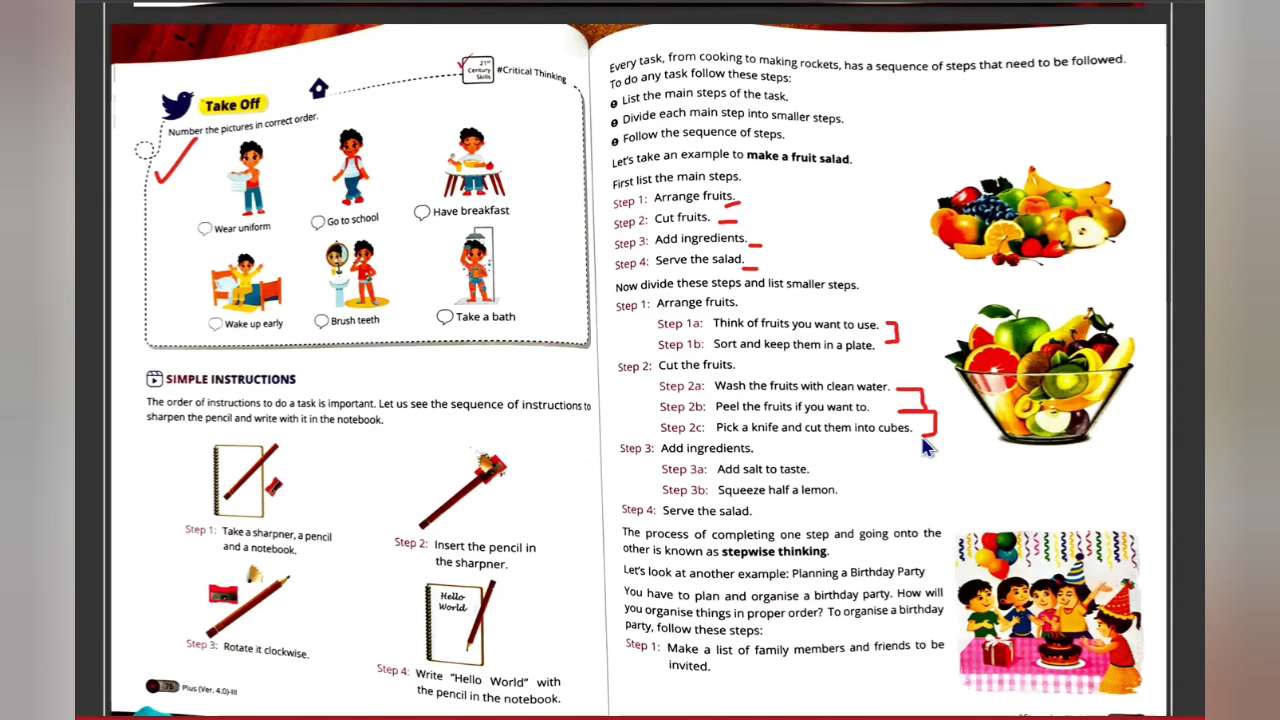 21st
Century
Skills
#Critical Thinking
Take Off
Number the pictures in correct order.
Wear uniform
Go to school
Have breakfast
Wake up early
Brush teeth
Take a bath
SIMPLE INSTRUCTIONS
The order of instructions to do a task is important. Let us see the sequence of instructions to
sharpen the pencil and write with it in the notebook.
Step 1: Take a sharpner, a pencil
and a notebook.
Step 2: Insert the pencil in
the sharpner.
Step 3: Rotate it clockwise.
Hello
World
Step 4: Write "Hello World" with
the pencil in the notebook.
76 Plus (Ver. 4.0)-III
Every task, from cooking to making rockets, has a sequence of steps that need to be followed.
To do any task follow these steps:
List the main steps of the task.
Divide each main step into smaller steps.
Follow the sequence of steps.
Let's take an example to make a fruit salad.
First list the main steps.
Step 1: Arrange fruits.
Step 2: Cut fruits.
Step 3: Add ingredients.
Step 4: Serve the salad.
Now divide these steps and list smaller steps.
Step 1: Arrange fruits.
Step 1a: Think of fruits you want to use.
Step 1b: Sort and keep them in a plate.
Step 2: Cut the fruits.
Step 2a: Wash the fruits with clean water.
Step 2b: Peel the fruits if you want to.
Step 2c: Pick a knife and cut them into cubes.
Step 3: Add ingredients.
Step 3a: Add salt to taste.
Step 3b: Squeeze half a lemon.
Step 4: Serve the salad.
The process of completing one step and going onto the
other is known as stepwise thinking.
Let's look at another example: Planning a Birthday Party
You have to plan and organise a birthday party. How will
you organise things in proper order? To organise a birthday
party, follow these steps:
Step 1: Make a list of family members and friends to be
invited.